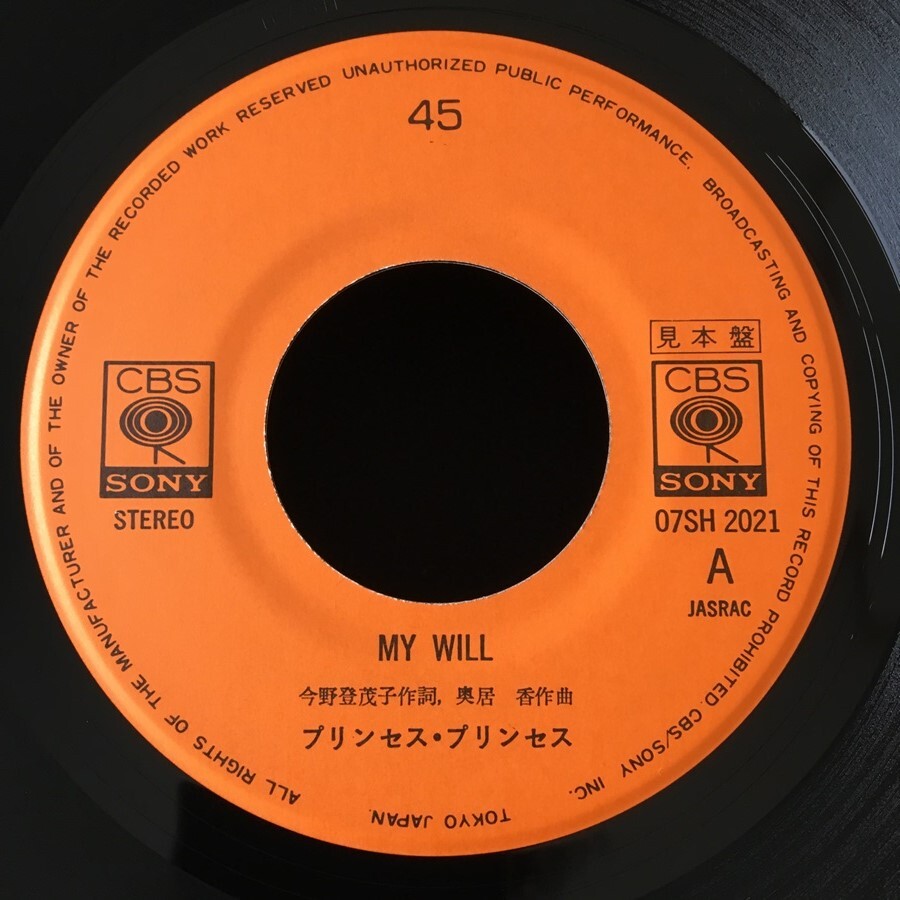 45
ALL RIGHTS OF THE MANUFACTURER AND OF THE OWNER OF THE RECORDED WORK RESERVED UNAUTHORIZED PUBLIC PERFORMANCE, BROADCASTING AND COPYING OF THIS RECORD PROHIBITED CBS/SONY INC. TOKYO JAPAN.
CBS
SONY
STEREO
見本盤
CBS
SONY
07SH 2021
A
JASRAC
MY WILL
今野登茂子作詞, 奥居 香作曲
プリンセス・プリンセス